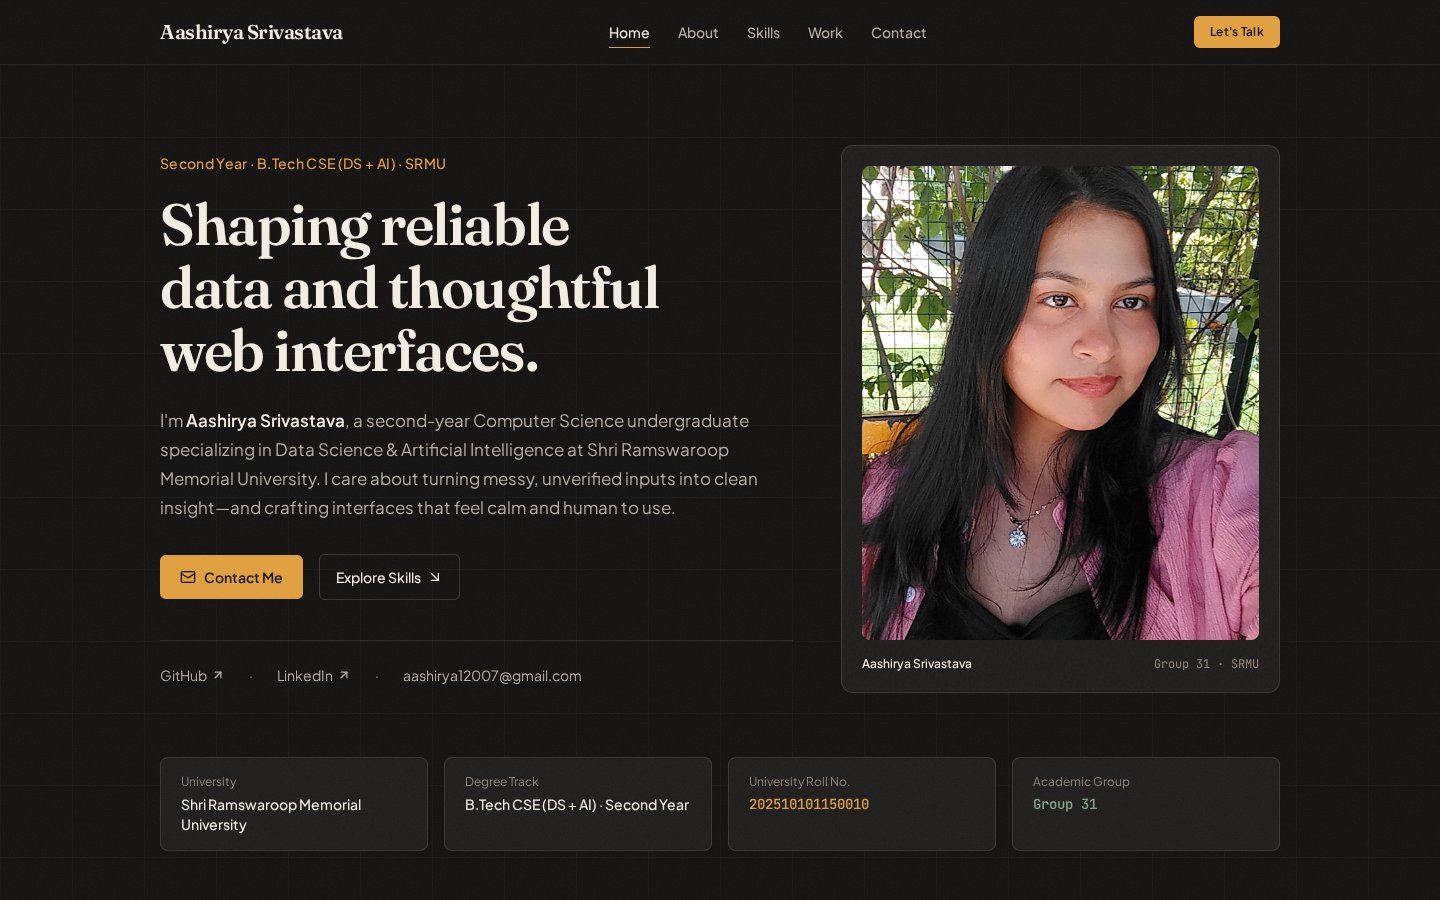 Aashirya Srivastava
Home
About
Skills
Work
Contact
Let's Talk
Second Year · B.Tech CSE (DS + AI) · SRMU
Shaping reliable
data and thoughtful
web interfaces.
I'm Aashirya Srivastava, a second-year Computer Science undergraduate
specializing in Data Science & Artificial Intelligence at Shri Ramswaroop
Memorial University. I care about turning messy, unverified inputs into clean
insight—and crafting interfaces that feel calm and human to use.
Contact Me
Explore Skills ↘
GitHub ↗ · LinkedIn ↗ · aashirya12007@gmail.com
Aashirya Srivastava
Group 31 · SRMU
University
Shri Ramswaroop Memorial
University
Degree Track
B.Tech CSE (DS + AI) · Second Year
University Roll No.
202510101150010
Academic Group
Group 31